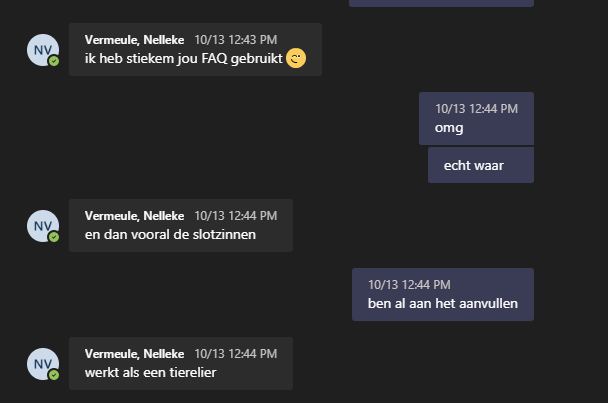 Vermeule, Nelleke 10/13 12:43 PM
NV
ik heb stiekem jou FAQ gebruikt
10/13 12:44 PM
omg
echt waar
Vermeule, Nelleke 10/13 12:44 PM
NV
en dan vooral de slotzinnen
10/13 12:44 PM
ben al aan het aanvullen
Vermeule, Nelleke 10/13 12:44 PM
NV
werkt als een tierelier